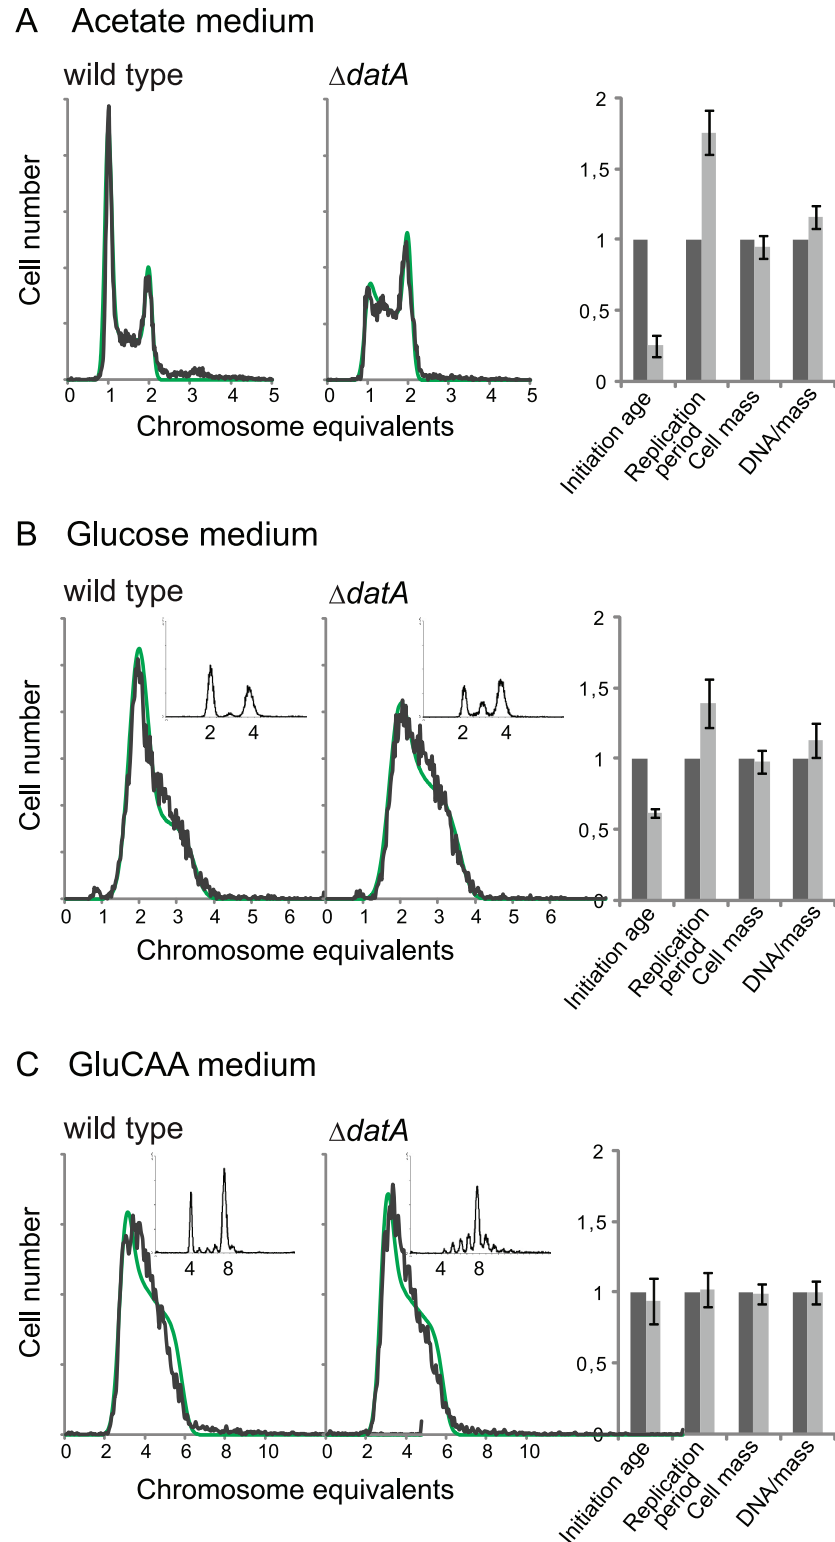 A Acetate medium
wild type
ΔdatA
Cell number
0 1 2 3 4 5
0 1 2 3 4 5
Chromosome equivalents
2
1,5
1
0,5
0
Initiation age
Replication period
Cell mass
DNA/mass
B Glucose medium
wild type
ΔdatA
Cell number
2 4
2 4
0 1 2 3 4 5 6
0 1 2 3 4 5 6
Chromosome equivalents
2
1,5
1
0,5
0
Initiation age
Replication period
Cell mass
DNA/mass
C GluCAA medium
wild type
ΔdatA
Cell number
4 8
4 8
0 2 4 6 8 10
0 2 4 6 8 10
Chromosome equivalents
2
1,5
1
0,5
0
Initiation age
Replication period
Cell mass
DNA/mass